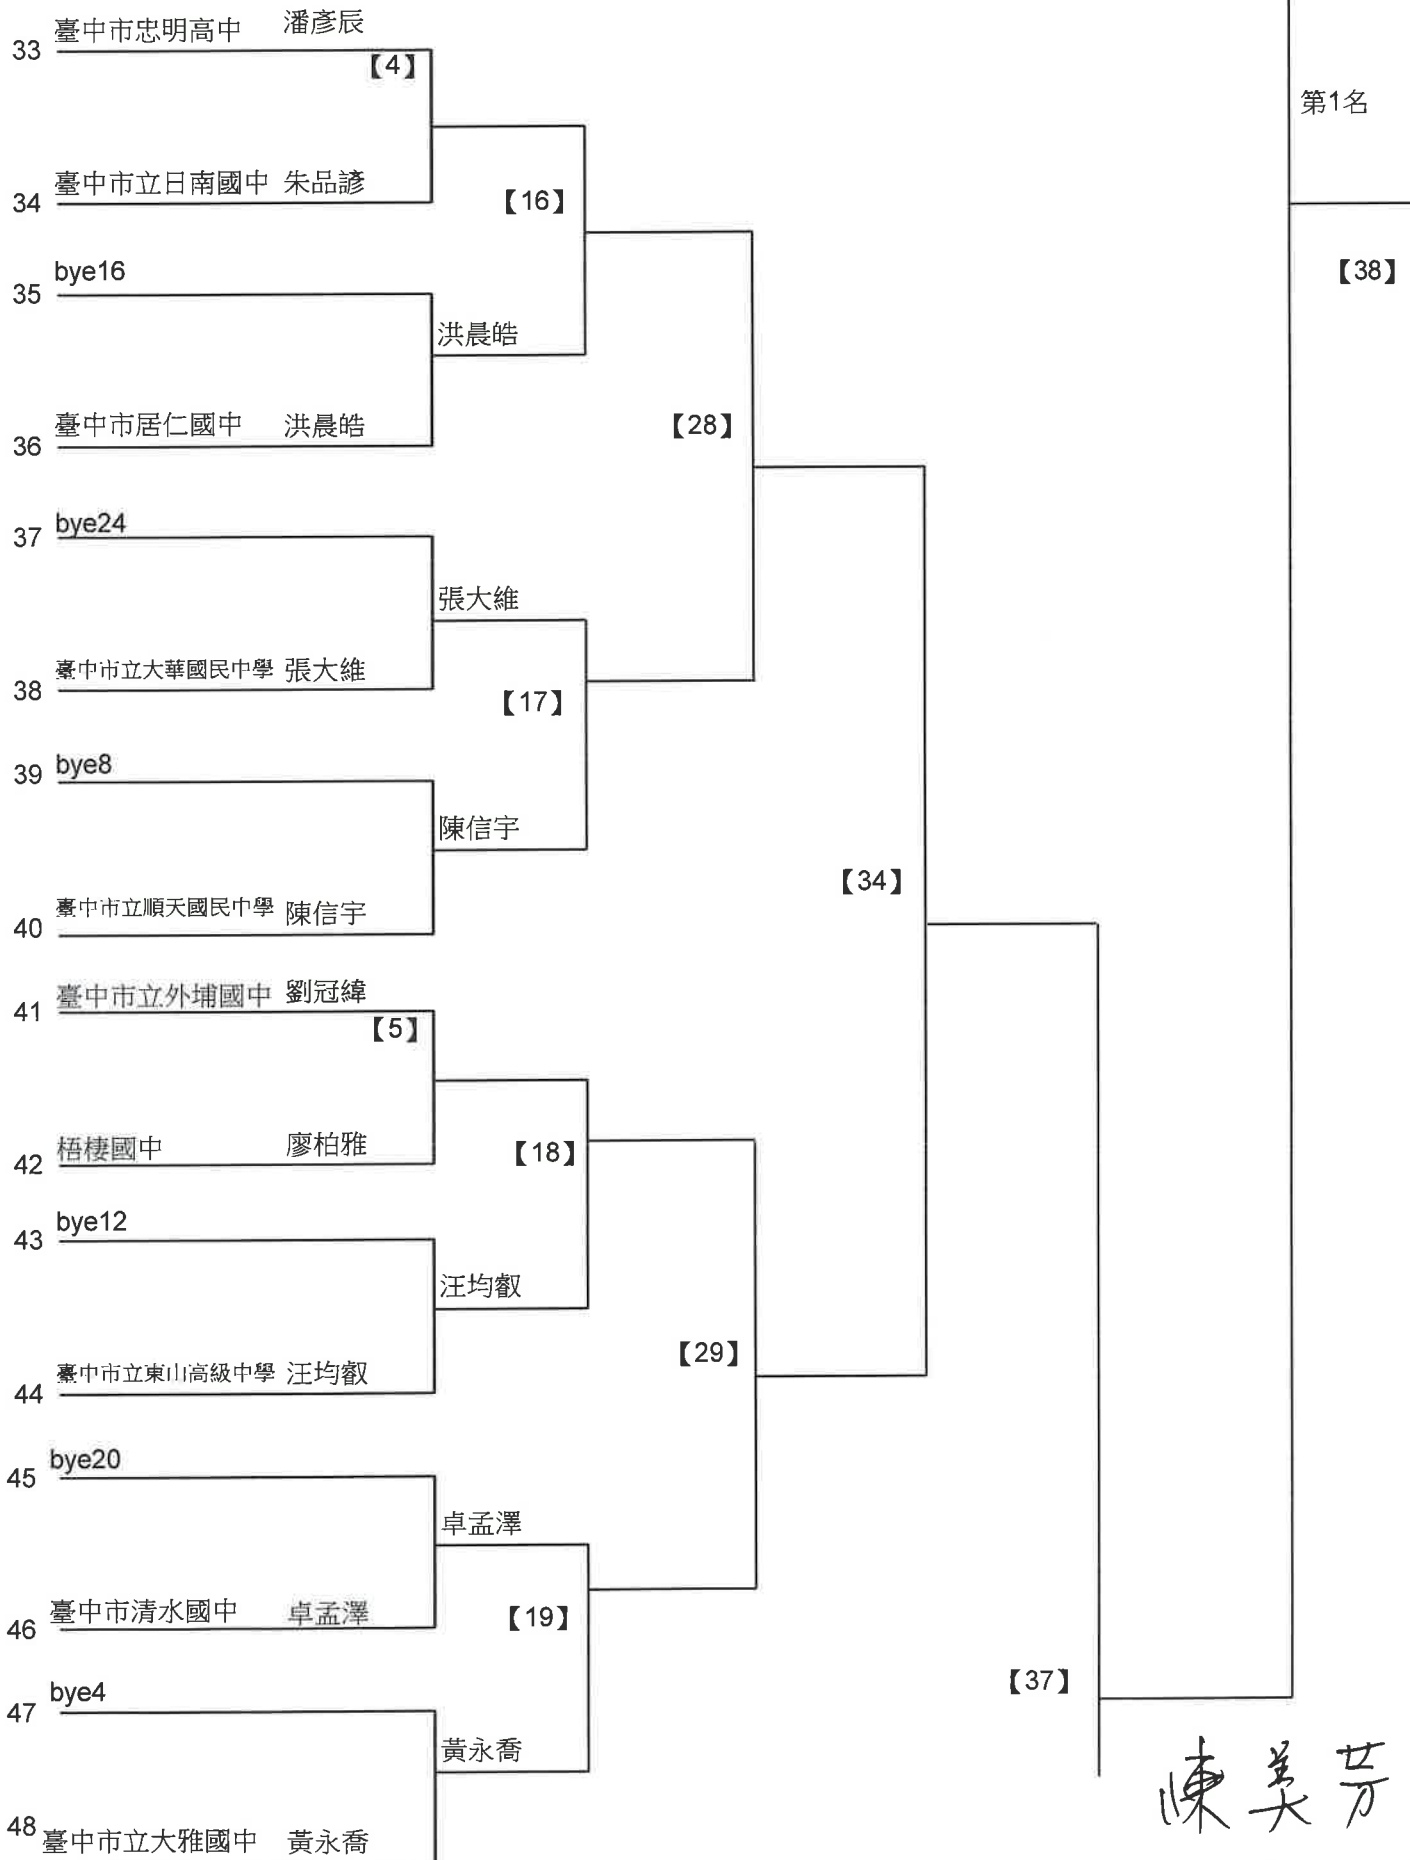 33 臺中市忠明高中 潘彥辰
【4】
第1名
34 臺中市立日南國中 朱品諺
【16】
35 bye16
【38】
洪晨皓
36 臺中市居仁國中 洪晨皓
【28】
37 bye24
張大維
38 臺中市立大華國民中學 張大維
【17】
39 bye8
陳信宇
【34】
40 臺中市立順天國民中學 陳信宇
41 臺中市立外埔國中 劉冠緯
【5】
42 梧棲國中 廖柏雅
【18】
43 bye12
汪均叡
【29】
44 臺中市立東山高級中學 汪均叡
45 bye20
卓孟澤
46 臺中市清水國中 卓孟澤
【19】
【37】
47 bye4
黃永喬
陳美芳
48 臺中市立大雅國中 黃永喬